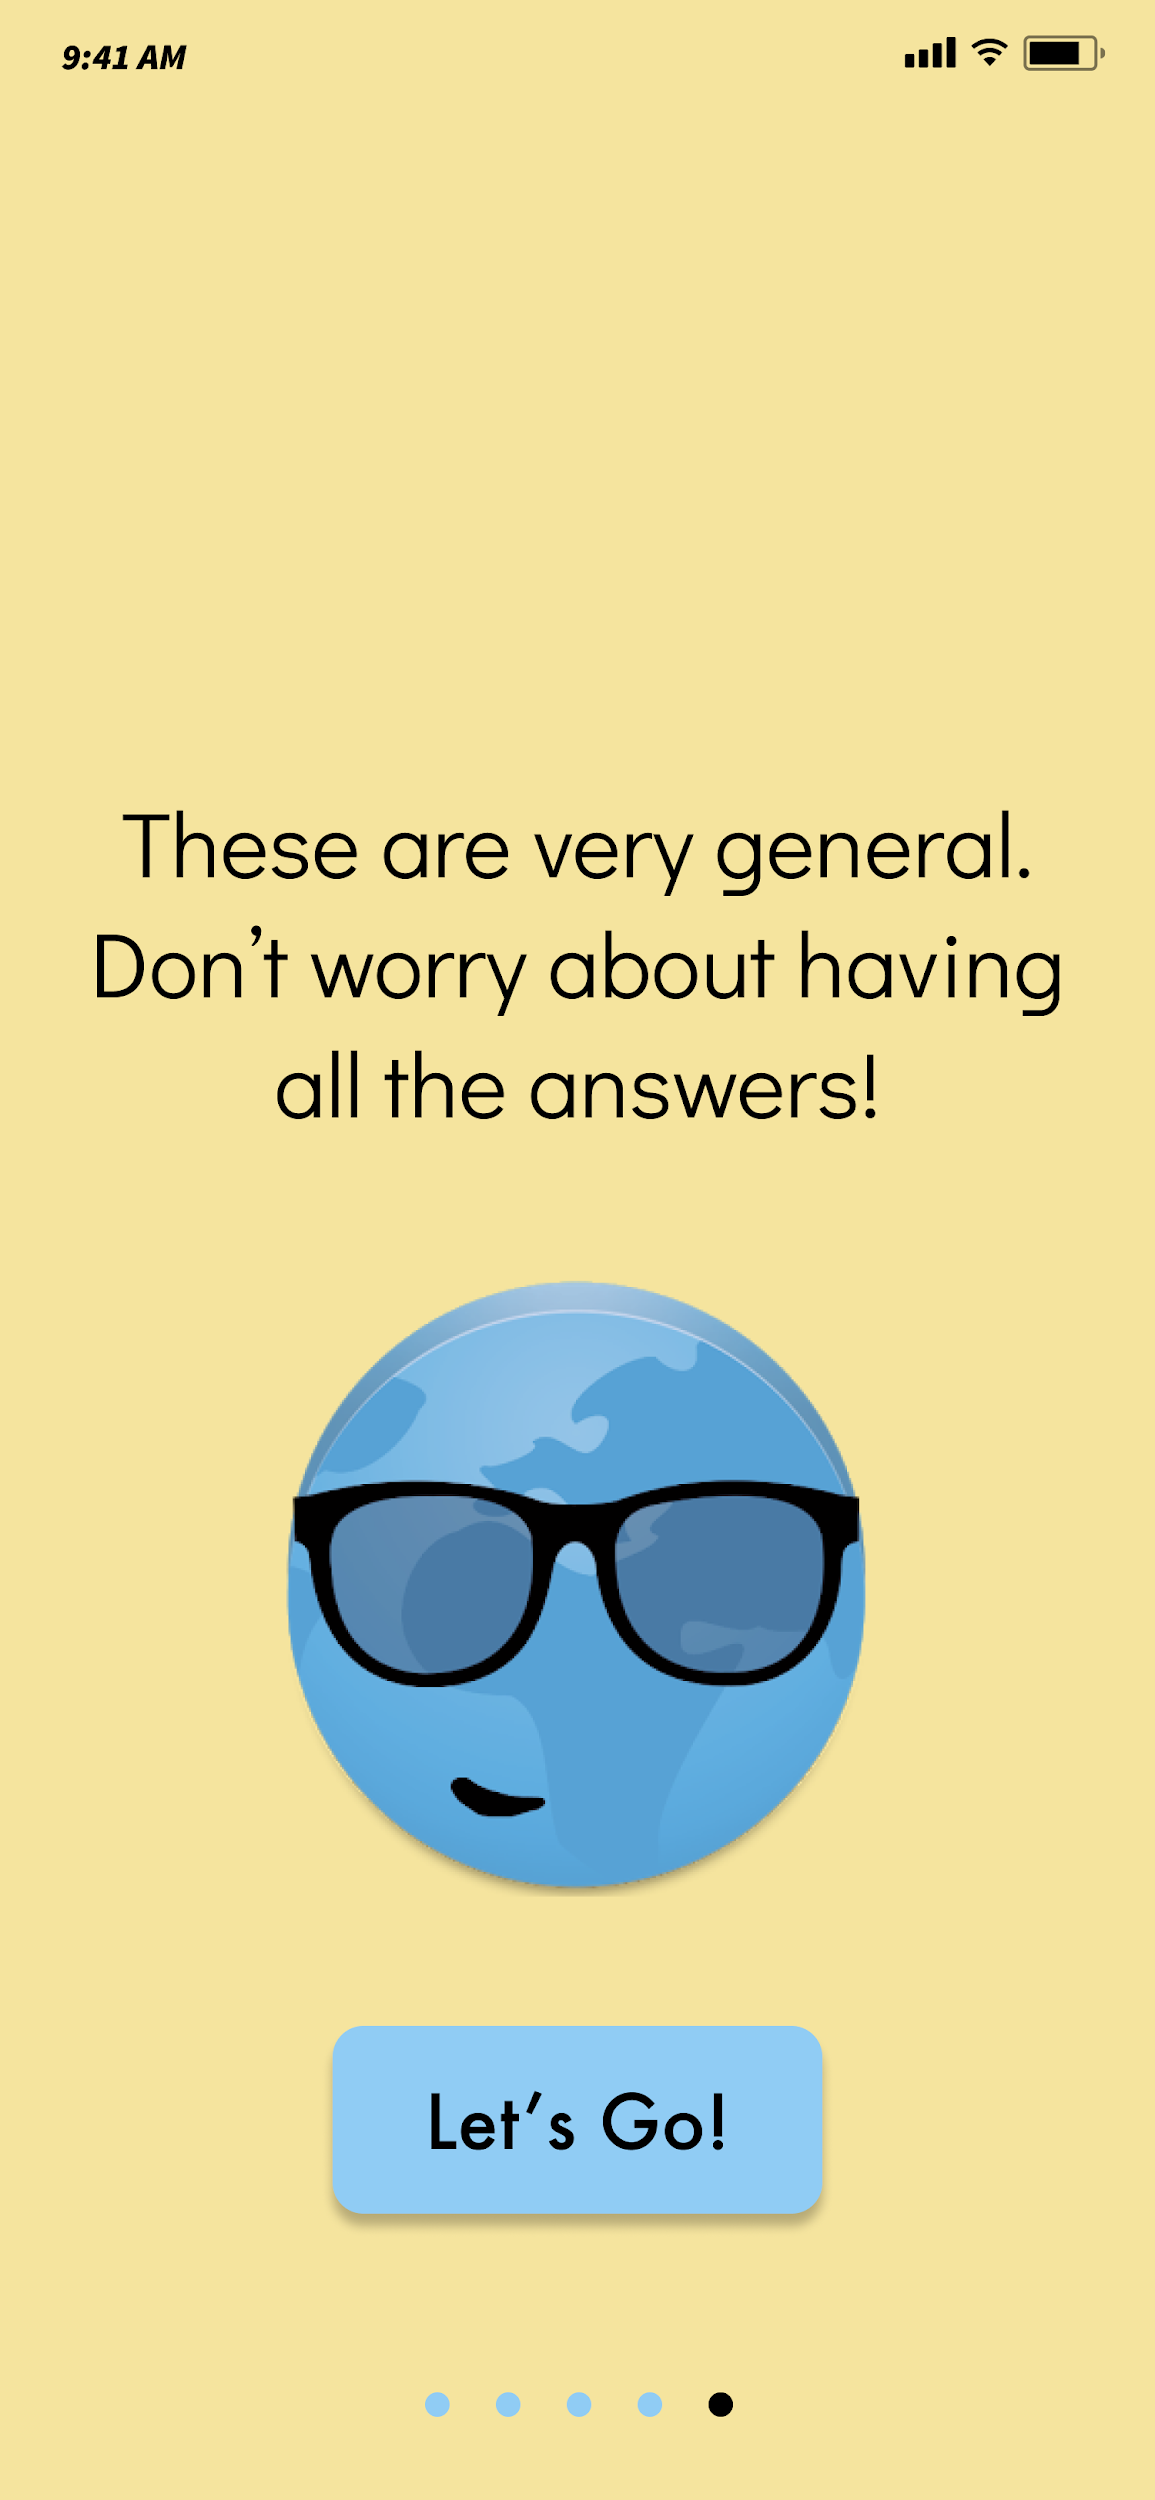 9:41 AM
These are very general.
Don’t worry about having
all the answers!
Let´s Go!